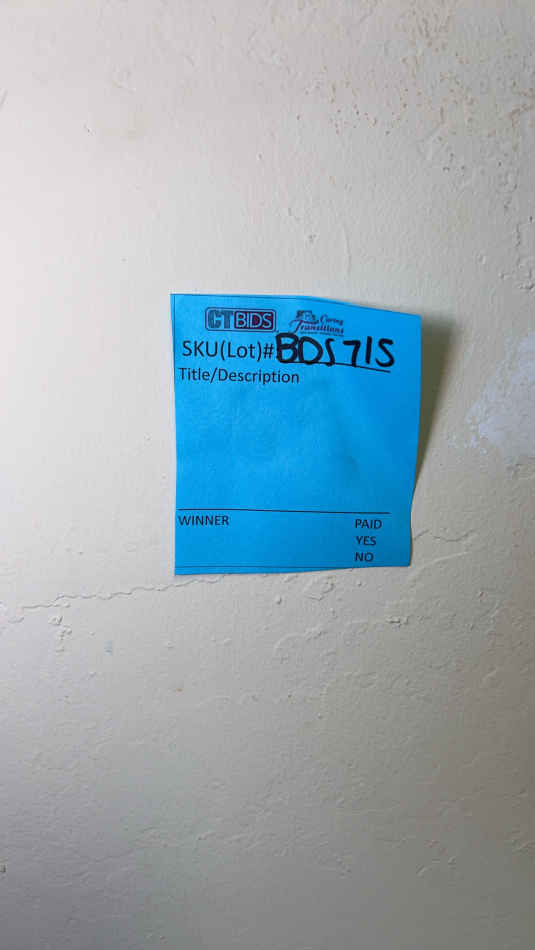 CTBIDS
Caring
Transitions
SKU(Lot)# BDS715
Title/Description
WINNER
PAID
YES
NO